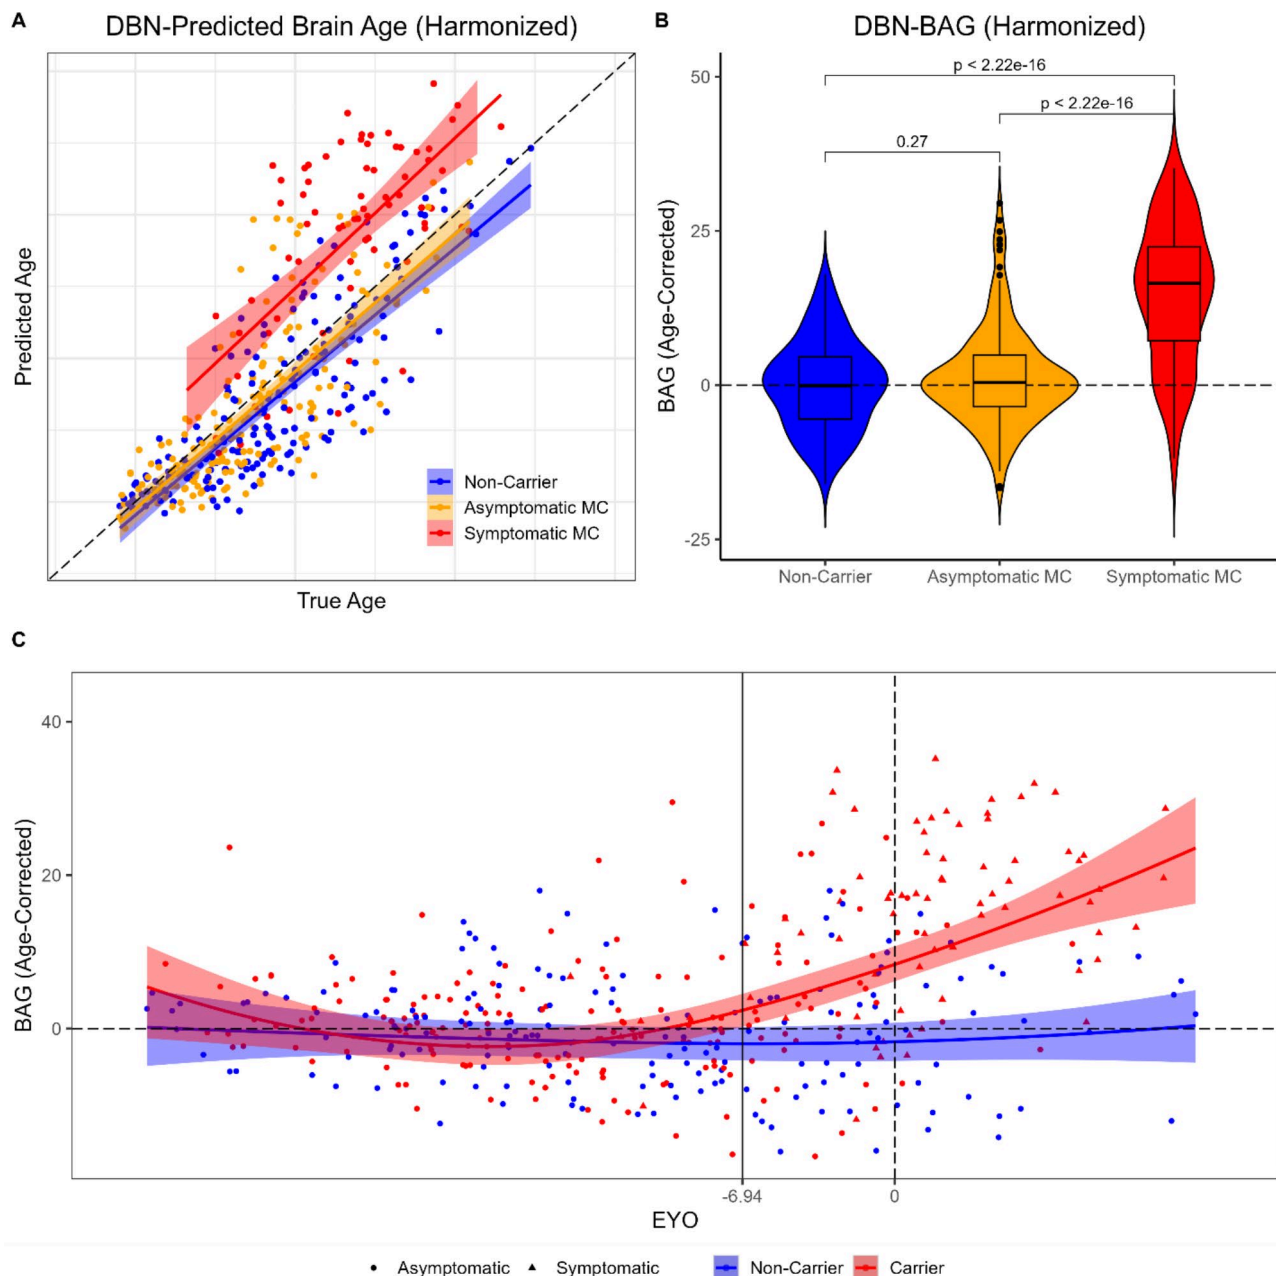 A
DBN-Predicted Brain Age (Harmonized)
Predicted Age
True Age
Non-Carrier
Asymptomatic MC
Symptomatic MC
B
DBN-BAG (Harmonized)
BAG (Age-Corrected)
50
25
0
-25
p < 2.22e-16
p < 2.22e-16
0.27
Non-Carrier
Asymptomatic MC
Symptomatic MC
C
BAG (Age-Corrected)
40
20
0
-6.94
0
EYO
Asymptomatic
Symptomatic
Non-Carrier
Carrier